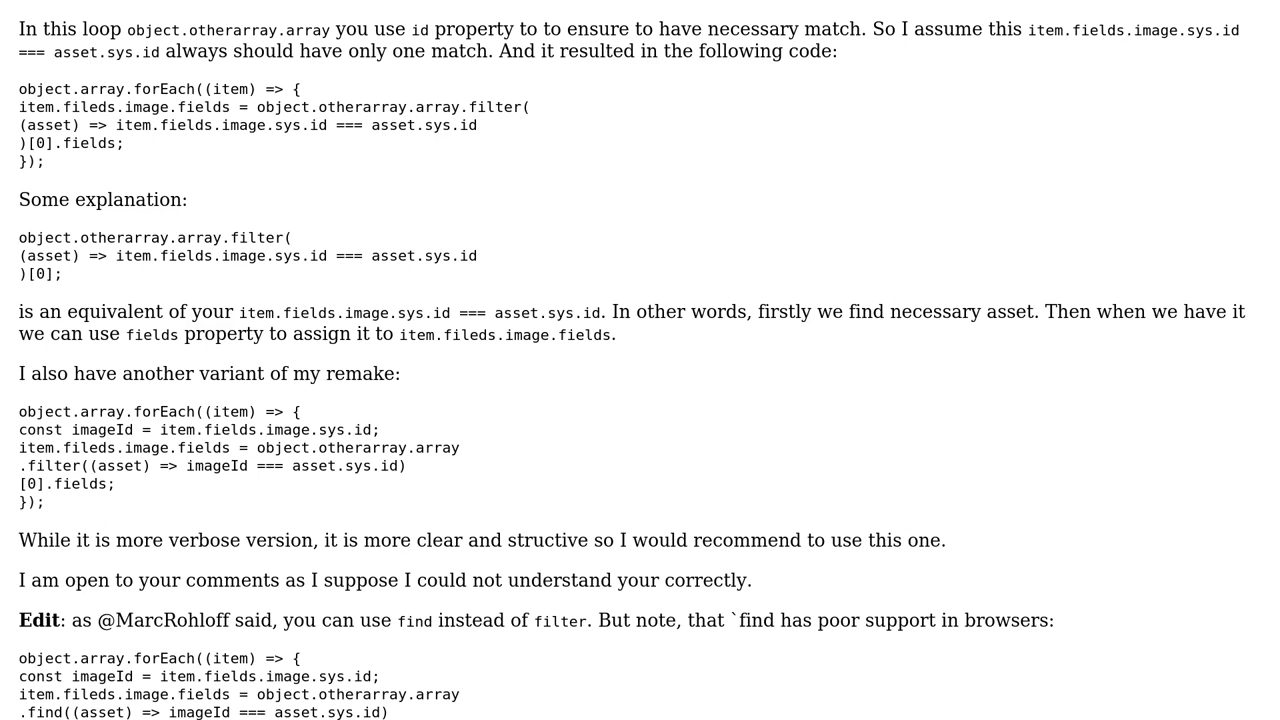 In this loop object.otherarray.array you use id property to to ensure to have necessary match. So I assume this item.fields.image.sys.id
=== asset.sys.id always should have only one match. And it resulted in the following code:
object.array.forEach((item) => {
item.fileds.image.fields = object.otherarray.array.filter(
(asset) => item.fields.image.sys.id === asset.sys.id
)[0].fields;
});
Some explanation:
object.otherarray.array.filter(
(asset) => item.fields.image.sys.id === asset.sys.id
)[0];
is an equivalent of your item.fields.image.sys.id === asset.sys.id. In other words, firstly we find necessary asset. Then when we have it
we can use fields property to assign it to item.fileds.image.fields.
I also have another variant of my remake:
object.array.forEach((item) => {
const imageId = item.fields.image.sys.id;
item.fileds.image.fields = object.otherarray.array
.filter((asset) => imageId === asset.sys.id)
[0].fields;
});
While it is more verbose version, it is more clear and structive so I would recommend to use this one.
I am open to your comments as I suppose I could not understand your correctly.
Edit: as @MarcRohloff said, you can use find instead of filter. But note, that `find has poor support in browsers:
object.array.forEach((item) => {
const imageId = item.fields.image.sys.id;
item.fileds.image.fields = object.otherarray.array
.find((asset) => imageId === asset.sys.id)